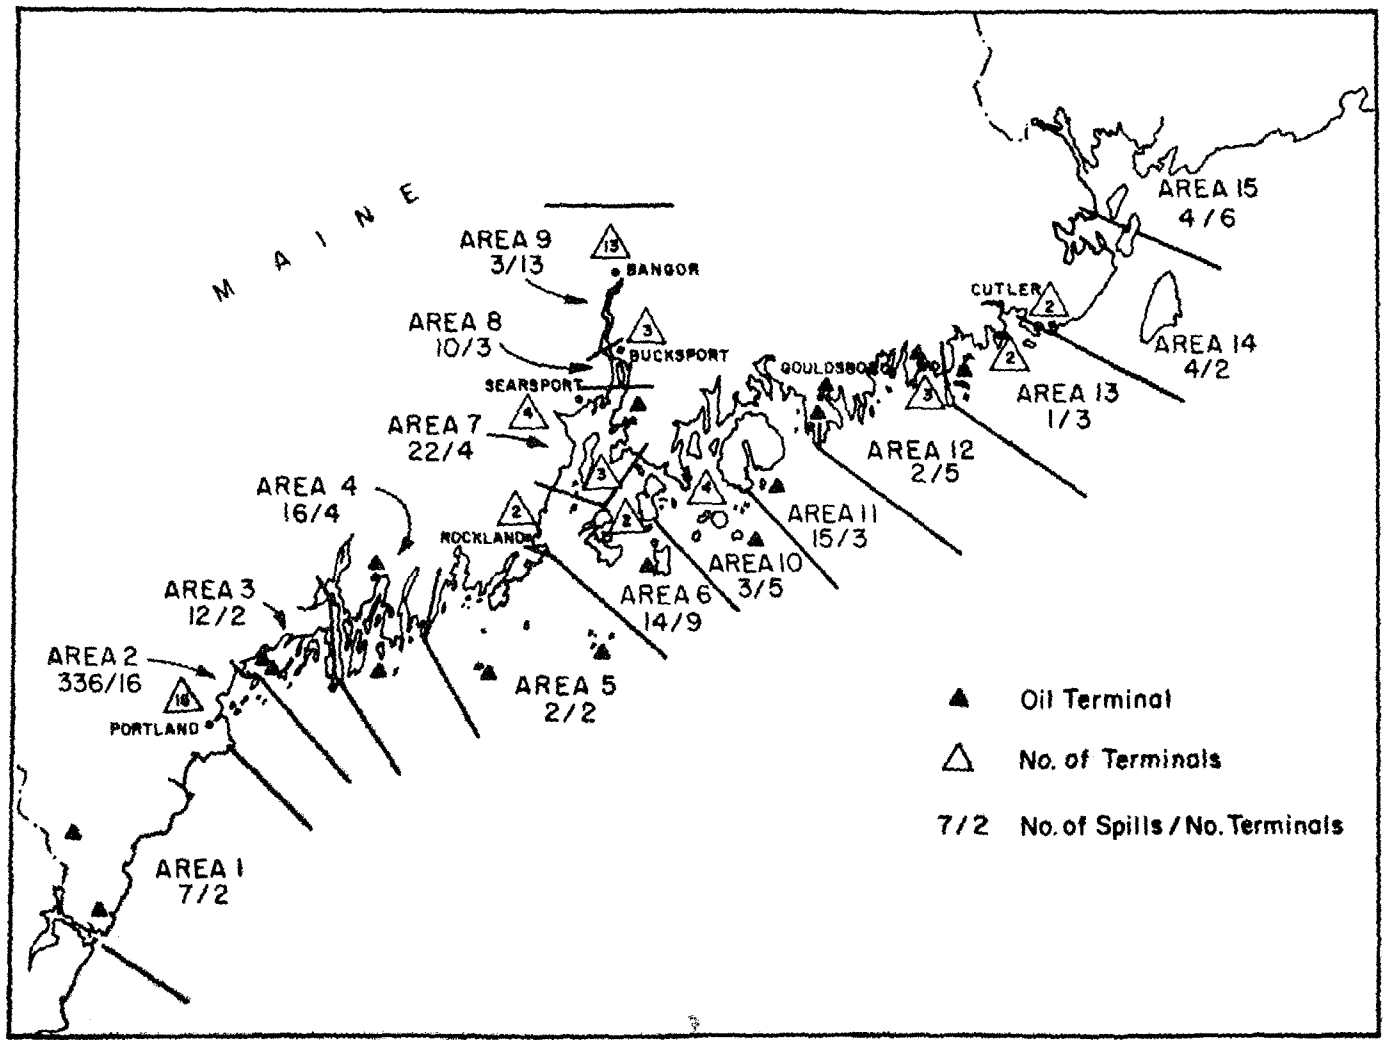 MAINE
AREA 15
4/6
AREA 9
3/13
13
BANGOR
CUTLER
2
AREA 8
10/3
3
BUCKSPORT
AREA 14
4/2
2
GOULDSBORO
SEARSPORT
4
3
AREA 13
1/3
AREA 7
22/4
AREA 12
2/5
3
4
AREA 4
16/4
2
2
AREA 11
15/3
ROCKLAND
AREA 10
3/5
AREA 3
12/2
AREA 6
14/9
AREA 2
336/16
AREA 5
2/2
PORTLAND
Oil Terminal
No. of Terminals
7/2 No. of Spills/No. Terminals
AREA 1
7/2